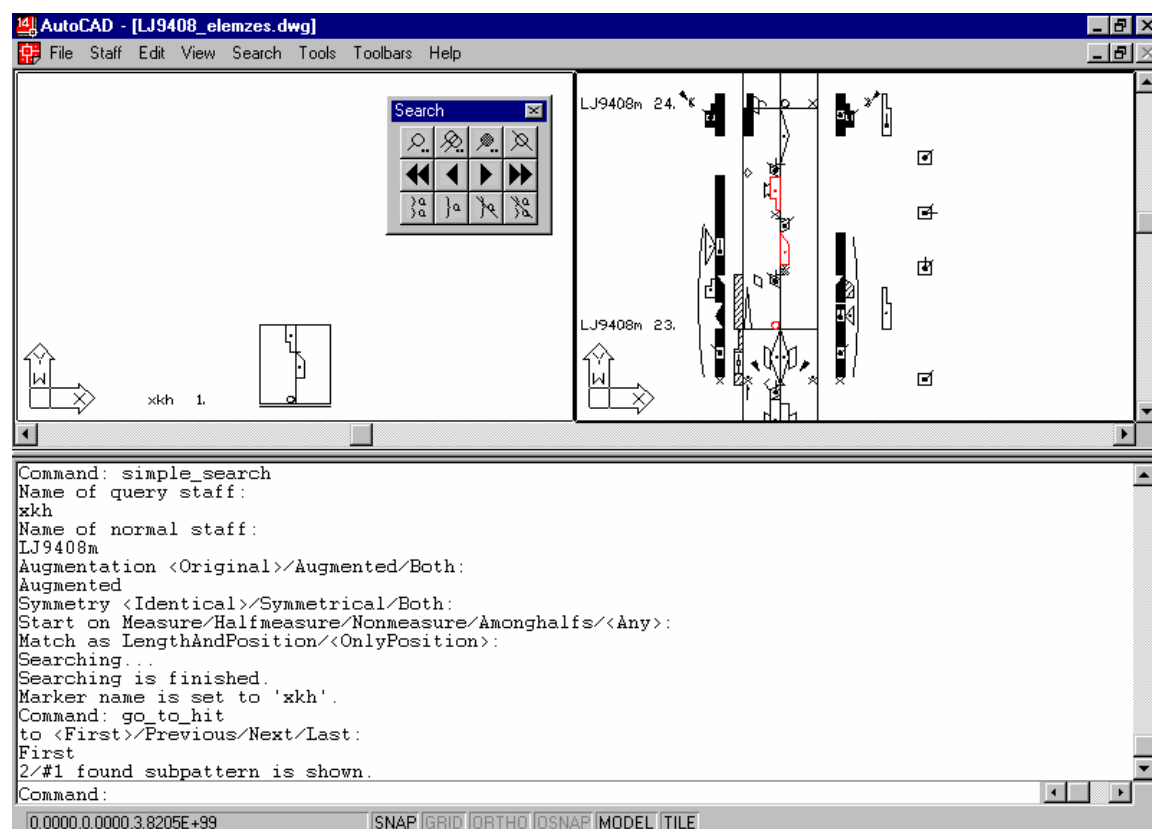 AutoCAD - [LJ9408_elemzes.dwg]
File Staff Edit View Search Tools Toolbars Help
Search
LJ9408m 24.
LJ9408m 23.
Y
W
X
xkh 1.
Y
W
X
Command: simple_search
Name of query staff:
xkh
Name of normal staff:
LJ9408m
Augmentation <Original>/Augmented/Both:
Augmented
Symmetry <Identical>/Symmetrical/Both:
Start on Measure/Halfmeasure/Nonmeasure/Amonghalfs/<Any>:
Match as LengthAndPosition/<OnlyPosition>:
Searching...
Searching is finished.
Marker name is set to 'xkh'.
Command: go_to_hit
to <First>/Previous/Next/Last:
First
2/#1 found subpattern is shown.
Command:
0.0000,0.0000,3.8205E+99 SNAP GRID ORTHO OSNAP MODEL TILE